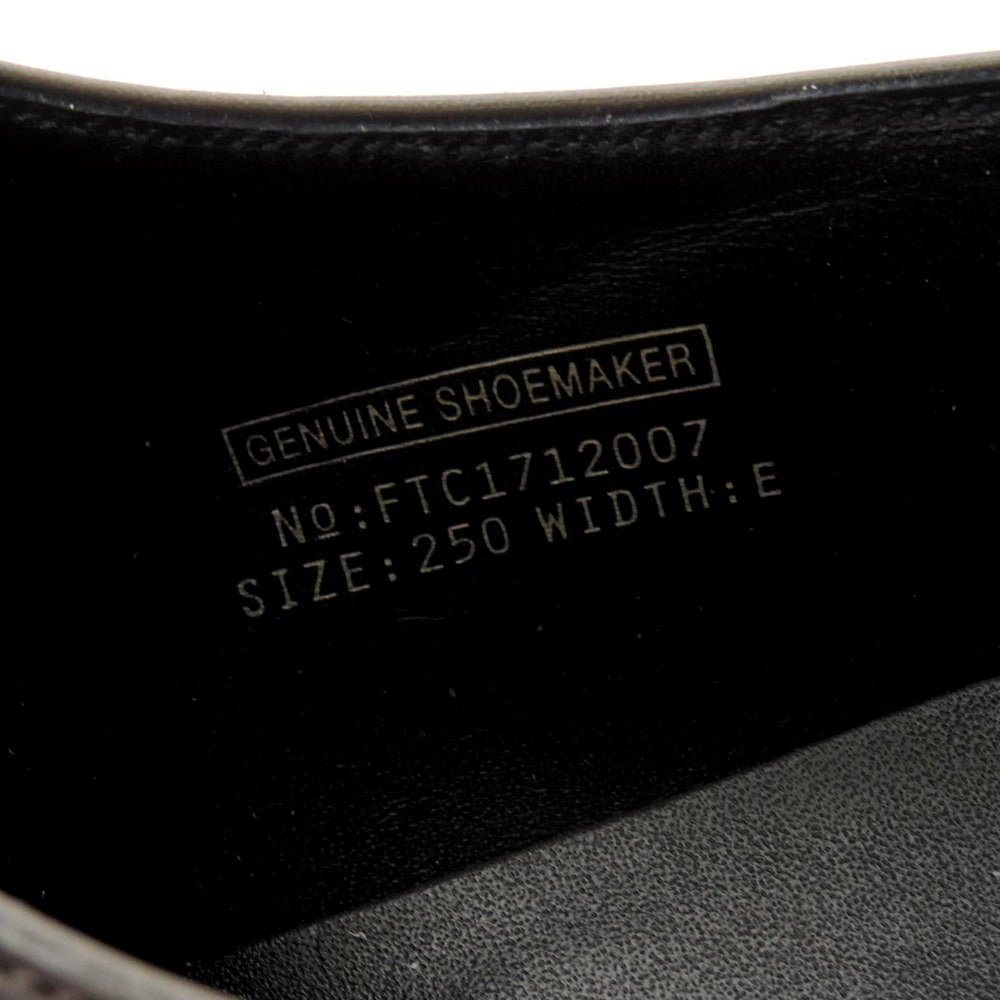 GENUINE SHOEMAKER
Nº:FTC1712007
SIZE:250 WIDTH:E